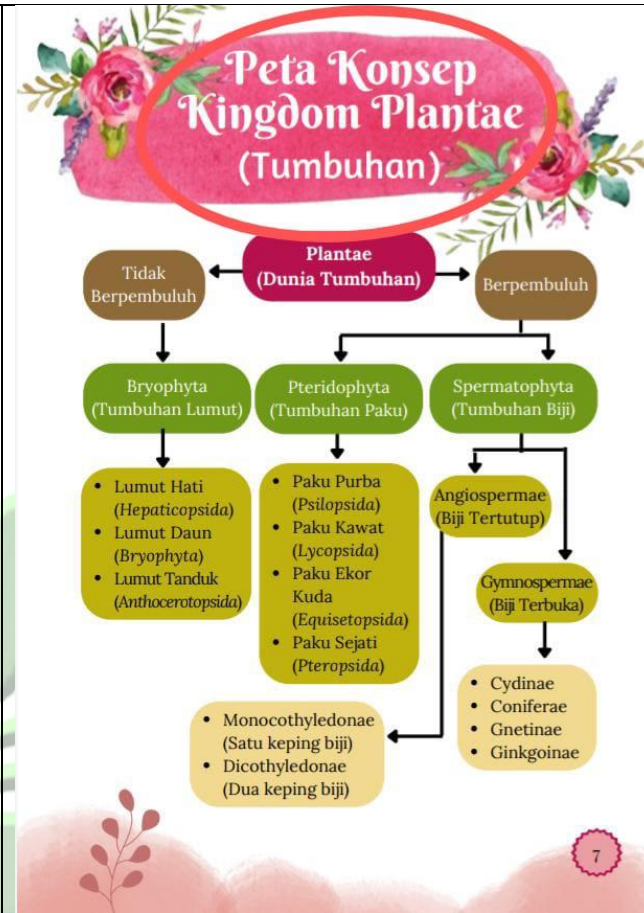 Peta Konsep
Kingdom Plantae
(Tumbuhan)
Plantae
(Dunia Tumbuhan)
Tidak
Berpembuluh
Berpembuluh
Bryophyta
(Tumbuhan Lumut)
Pteridophyta
(Tumbuhan Paku)
Spermatophyta
(Tumbuhan Biji)
• Lumut Hati
(Hepaticopsida)
• Lumut Daun
(Bryophyta)
• Lumut Tanduk
(Anthocerotopsida)
• Paku Purba
(Psilopsida)
• Paku Kawat
(Lycopsida)
• Paku Ekor
Kuda
(Equisetopsida)
• Paku Sejati
(Pteropsida)
Angiospermae
(Biji Tertutup)
Gymnospermae
(Biji Terbuka)
• Monocothyledonae
(Satu keping biji)
• Dicothyledonae
(Dua keping biji)
• Cydinae
• Coniferae
• Gnetinae
• Ginkgoinae
7